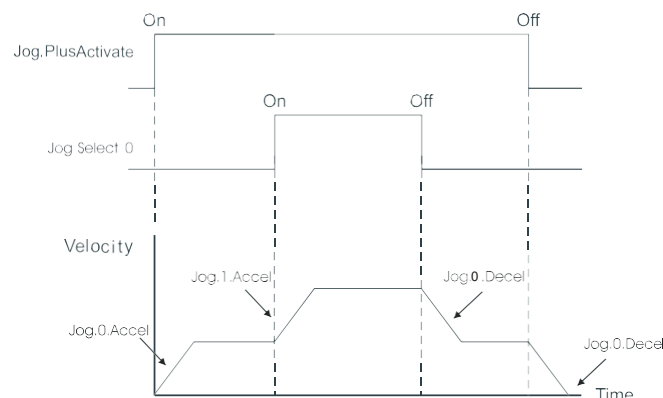 On Off
Jog.PlusActivate
On Off
Jog Select 0
Velocity
Jog.1.Accel Jog0.Decel
Jog.0.Accel
Jog.0.Decel
Time